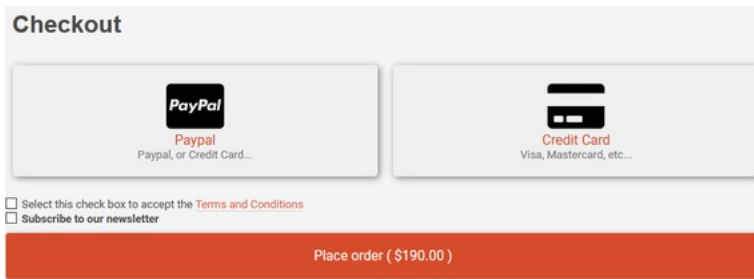 Checkout
PayPal
Paypal
Paypal, or Credit Card...
Credit Card
Visa, Mastercard, etc...
Select this check box to accept the Terms and Conditions
Subscribe to our newsletter
Place order ( $190.00 )